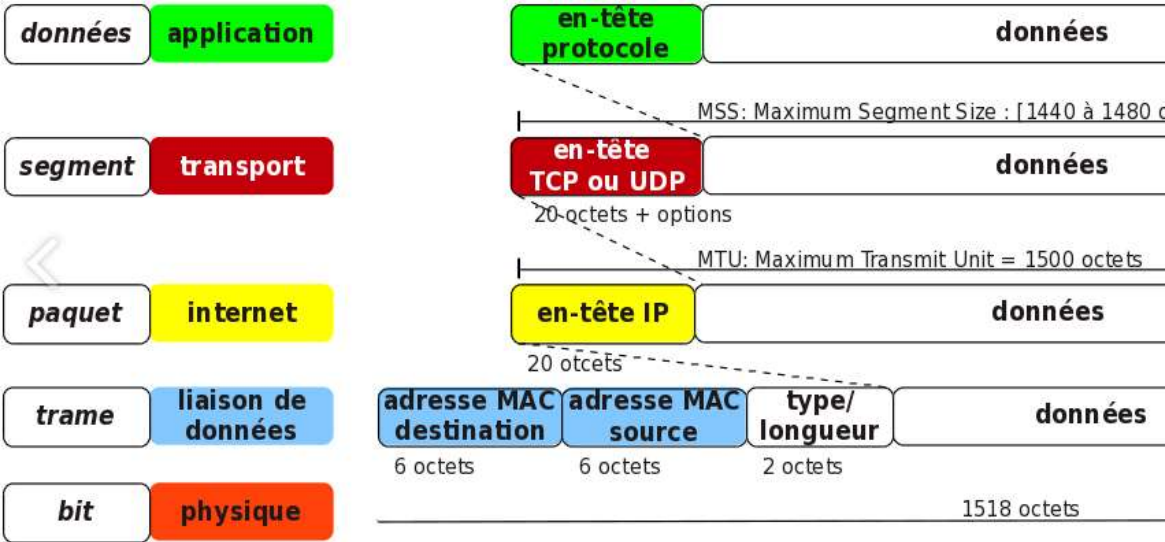 données application en-tête protocole données
MSS: Maximum Segment Size : [1440 à 1480
segment transport en-tête TCP ou UDP données
20 octets + options
MTU: Maximum Transmit Unit = 1500 octets
paquet internet en-tête IP données
20 otcets
trame liaison de données adresse MAC destination adresse MAC source type/ longueur données
6 octets 6 octets 2 octets
bit physique 1518 octets